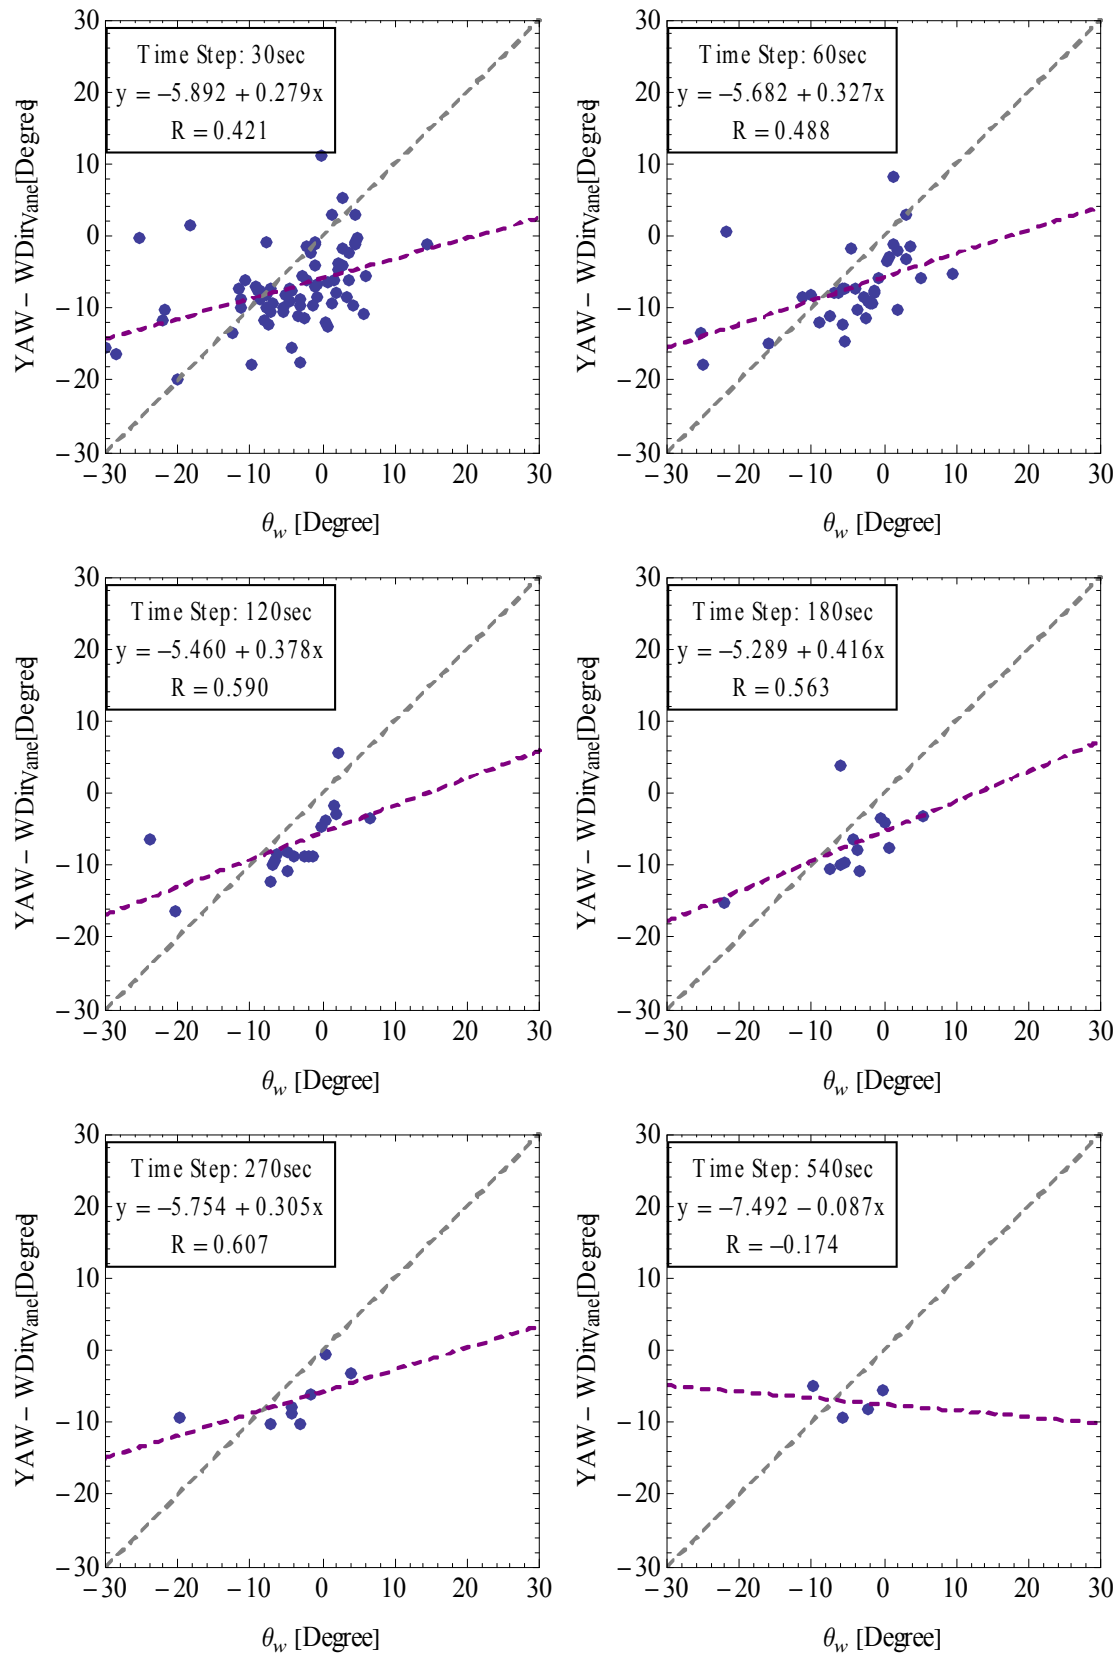 30
20
10
0
−10
−20
−30
YAW − WDirVane[Degree]
Time Step: 30sec
y = −5.892 + 0.279x
R = 0.421
−30 −20 −10 0 10 20 30
θw [Degree]
30
20
10
0
−10
−20
−30
YAW − WDirVane[Degree]
Time Step: 60sec
y = −5.682 + 0.327x
R = 0.488
−30 −20 −10 0 10 20 30
θw [Degree]
30
20
10
0
−10
−20
−30
YAW − WDirVane[Degree]
Time Step: 120sec
y = −5.460 + 0.378x
R = 0.590
−30 −20 −10 0 10 20 30
θw [Degree]
30
20
10
0
−10
−20
−30
YAW − WDirVane[Degree]
Time Step: 180sec
y = −5.289 + 0.416x
R = 0.563
−30 −20 −10 0 10 20 30
θw [Degree]
30
20
10
0
−10
−20
−30
YAW − WDirVane[Degree]
Time Step: 270sec
y = −5.754 + 0.305x
R = 0.607
−30 −20 −10 0 10 20 30
θw [Degree]
30
20
10
0
−10
−20
−30
YAW − WDirVane[Degree]
Time Step: 540sec
y = −7.492 − 0.087x
R = −0.174
−30 −20 −10 0 10 20 30
θw [Degree]